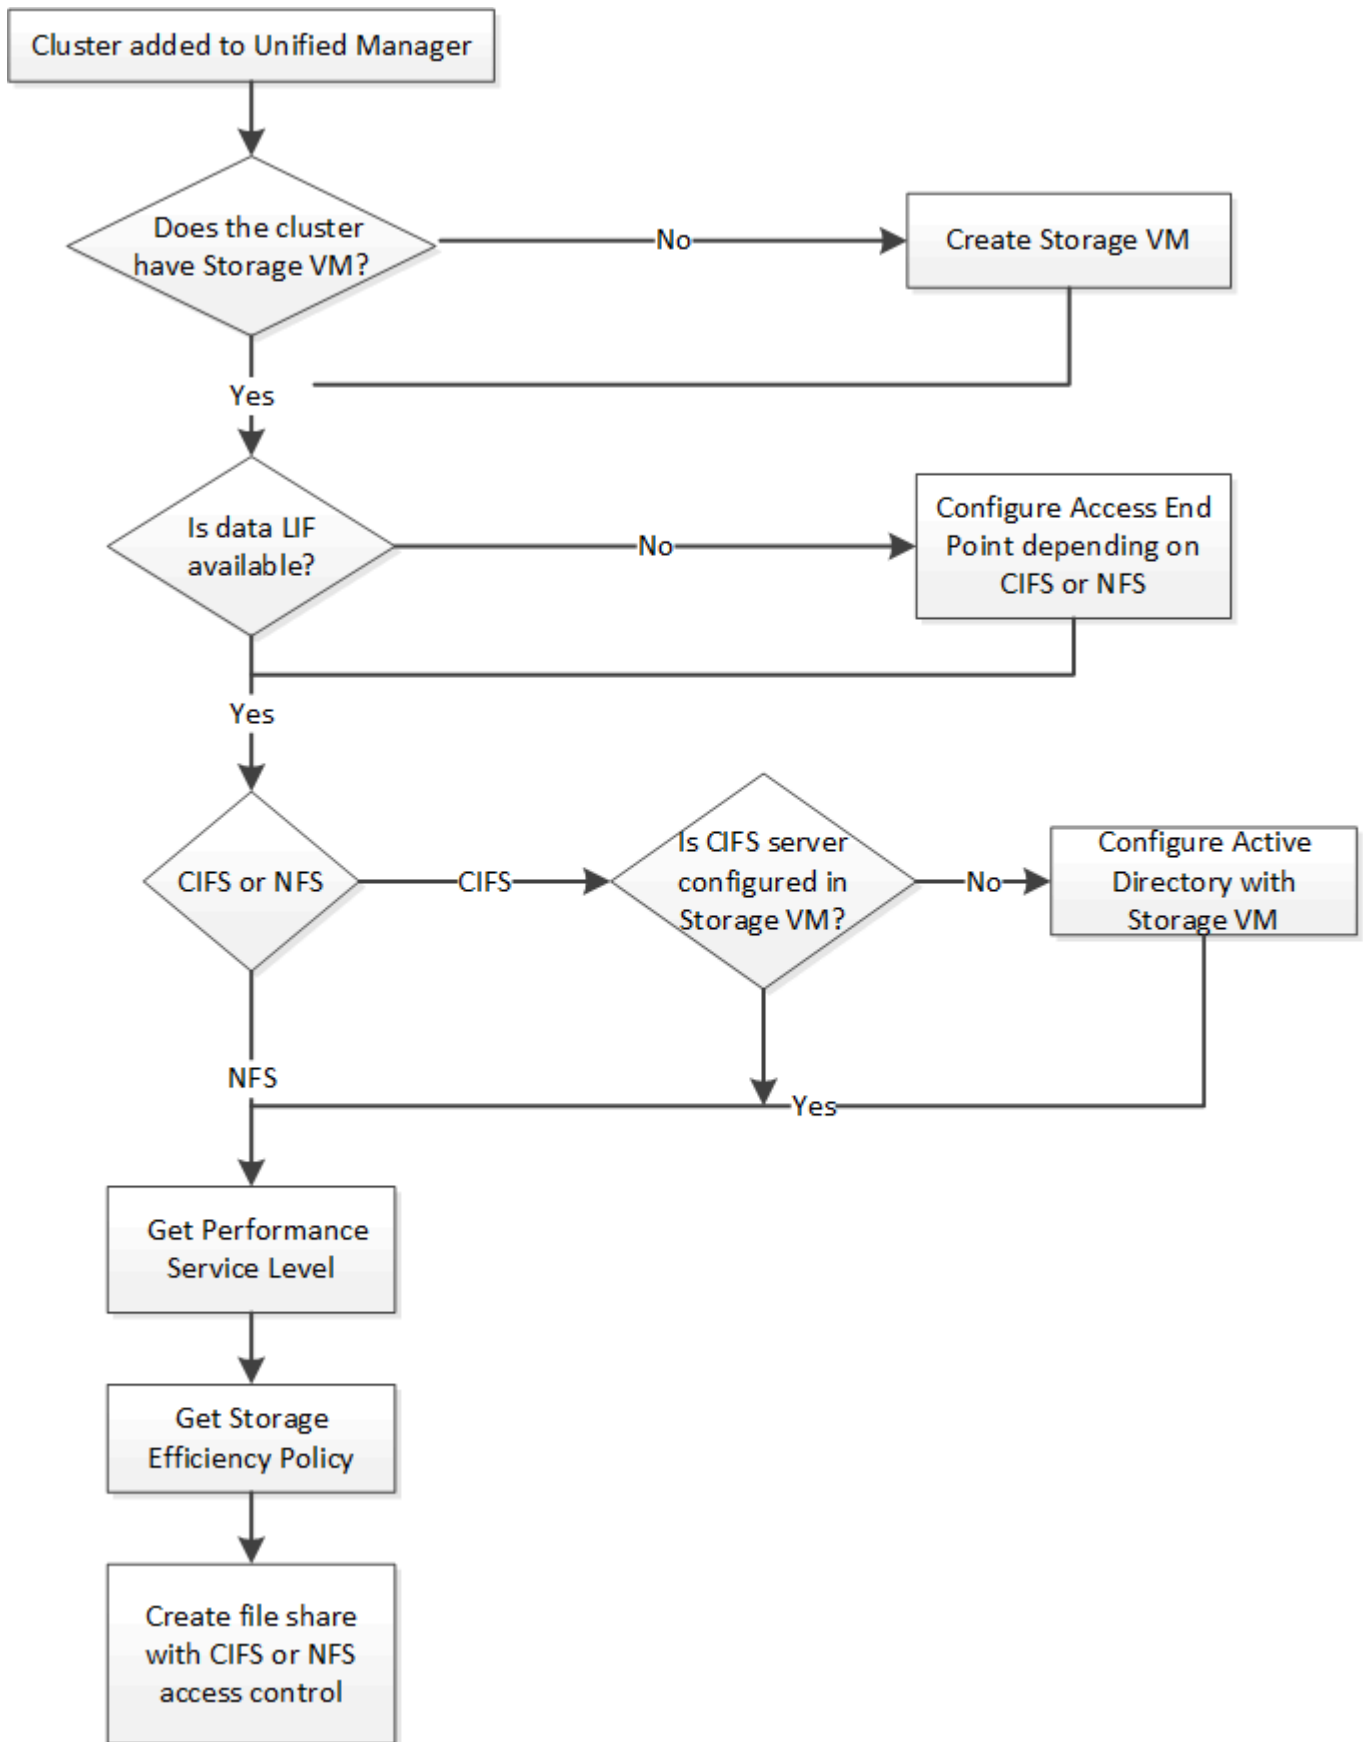 Cluster added to Unified Manager
Does the cluster
have Storage VM?
No
Create Storage VM
Yes
Is data LIF
available?
No
Configure Access End
Point depending on
CIFS or NFS
Yes
CIFS or NFS
CIFS
Is CIFS server
configured in
Storage VM?
No
Configure Active
Directory with
Storage VM
NFS
Yes
Get Performance
Service Level
Get Storage
Efficiency Policy
Create file share
with CIFS or NFS
access control